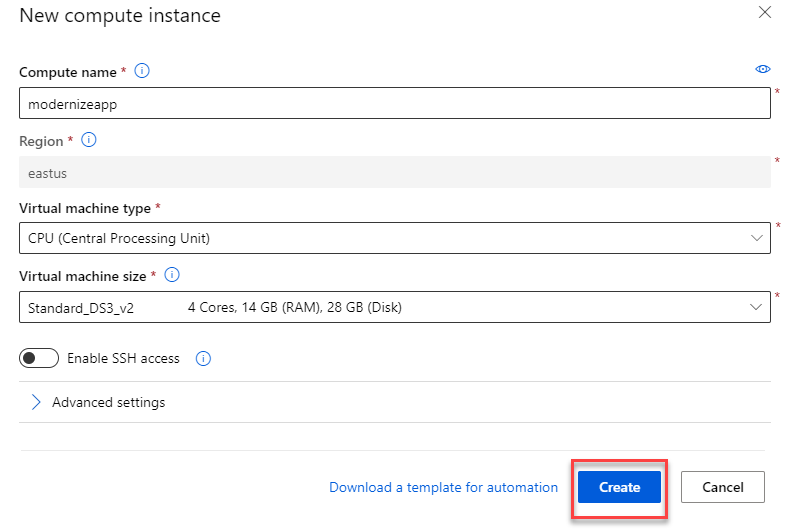 New compute instance
Compute name *
modernizeapp *
Region *
eastus *
Virtual machine type *
CPU (Central Processing Unit) *
Virtual machine size *
Standard_DS3_v2 4 Cores, 14 GB (RAM), 28 GB (Disk) *
Enable SSH access
Advanced settings
Download a template for automation Create Cancel